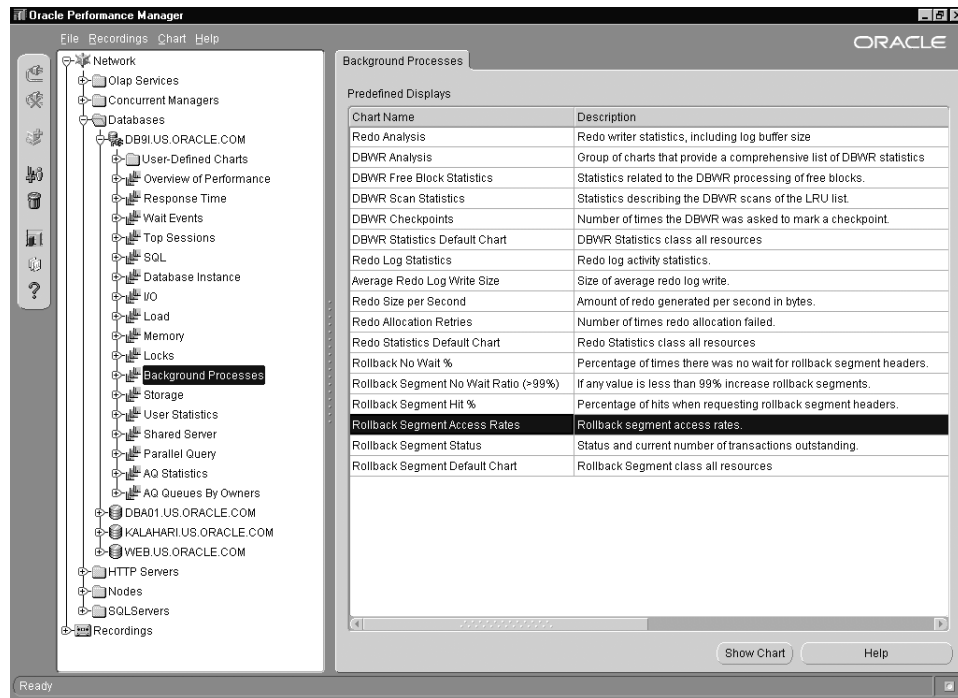 Oracle Performance Manager
File Recordings Chart Help
ORACLE
Network
Olap Services
Concurrent Managers
Databases
DB9I.US.ORACLE.COM
User-Defined Charts
Overview of Performance
Response Time
Wait Events
Top Sessions
SQL
Database Instance
I/O
Load
Memory
Locks
Background Processes
Storage
User Statistics
Shared Server
Parallel Query
AQ Statistics
AQ Queues By Owners
DBA01.US.ORACLE.COM
KALAHARI.US.ORACLE.COM
WEB.US.ORACLE.COM
HTTP Servers
Nodes
SQLServers
Recordings
Background Processes
Predefined Displays
Chart Name Description
Redo Analysis Redo writer statistics, including log buffer size
DBWR Analysis Group of charts that provide a comprehensive list of DBWR statistics
DBWR Free Block Statistics Statistics related to the DBWR processing of free blocks.
DBWR Scan Statistics Statistics describing the DBWR scans of the LRU list.
DBWR Checkpoints Number of times the DBWR was asked to mark a checkpoint.
DBWR Statistics Default Chart DBWR Statistics class all resources
Redo Log Statistics Redo log activity statistics.
Average Redo Log Write Size Size of average redo log write.
Redo Size per Second Amount of redo generated per second in bytes.
Redo Allocation Retries Number of times redo allocation failed.
Redo Statistics Default Chart Redo Statistics class all resources
Rollback No Wait % Percentage of times there was no wait for rollback segment headers.
Rollback Segment No Wait Ratio (>99%) If any value is less than 99% increase rollback segments.
Rollback Segment Hit % Percentage of hits when requesting rollback segment headers.
Rollback Segment Access Rates Rollback segment access rates.
Rollback Segment Status Status and current number of transactions outstanding.
Rollback Segment Default Chart Rollback Segment class all resources
Show Chart Help
Ready